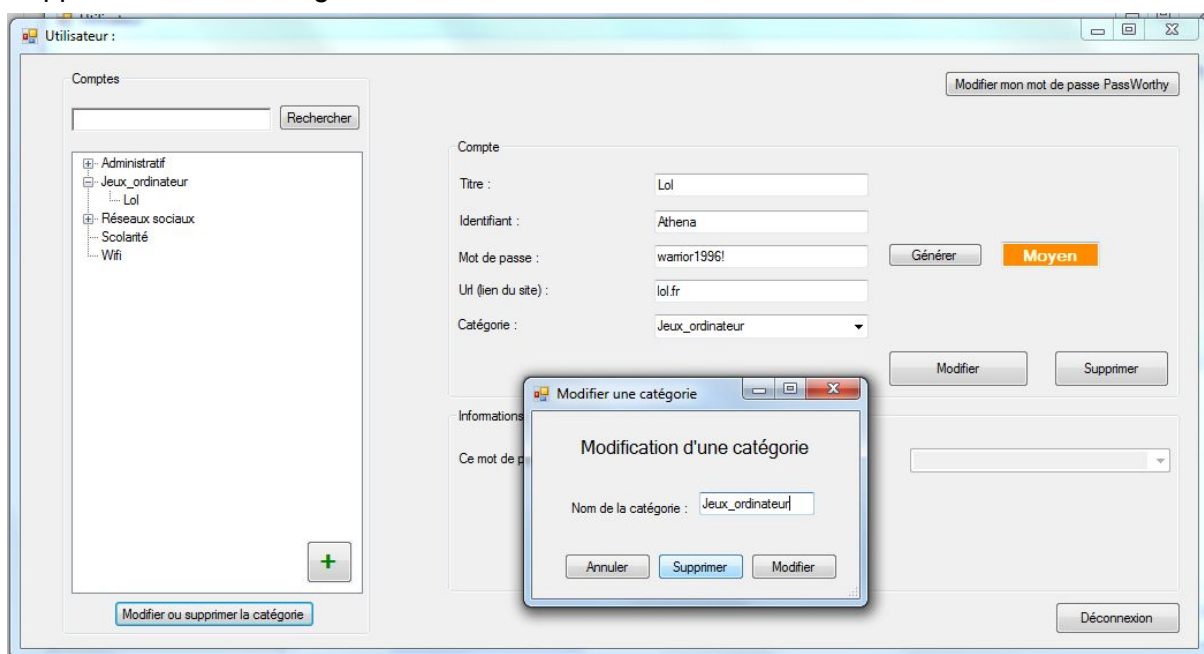 Utilisateur :
Comptes
Modifier mon mot de passe PassWorthy
Rechercher
Compte
Administratif
Jeux_ordinateur
Lol
Réseaux sociaux
Scolarité
Wifi
Titre :
Lol
Identifiant :
Athena
Mot de passe :
warrior1996!
Générer
Moyen
Url (lien du site) :
lol.fr
Catégorie :
Jeux_ordinateur
Modifier
Supprimer
Modifier une catégorie
Informations
Modification d'une catégorie
Ce mot de
Nom de la catégorie :
Jeux_ordinateur
+
Annuler
Supprimer
Modifier
Modifier ou supprimer la catégorie
Déconnexion